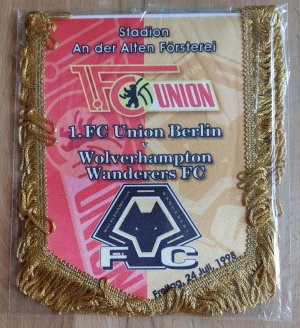 Stadion
An der Alten Försterei
1.FC UNION
1. FC Union Berlin
v
Wolverhampton
Wanderers FC
FLC
Freitag, 24 Juli, 1998